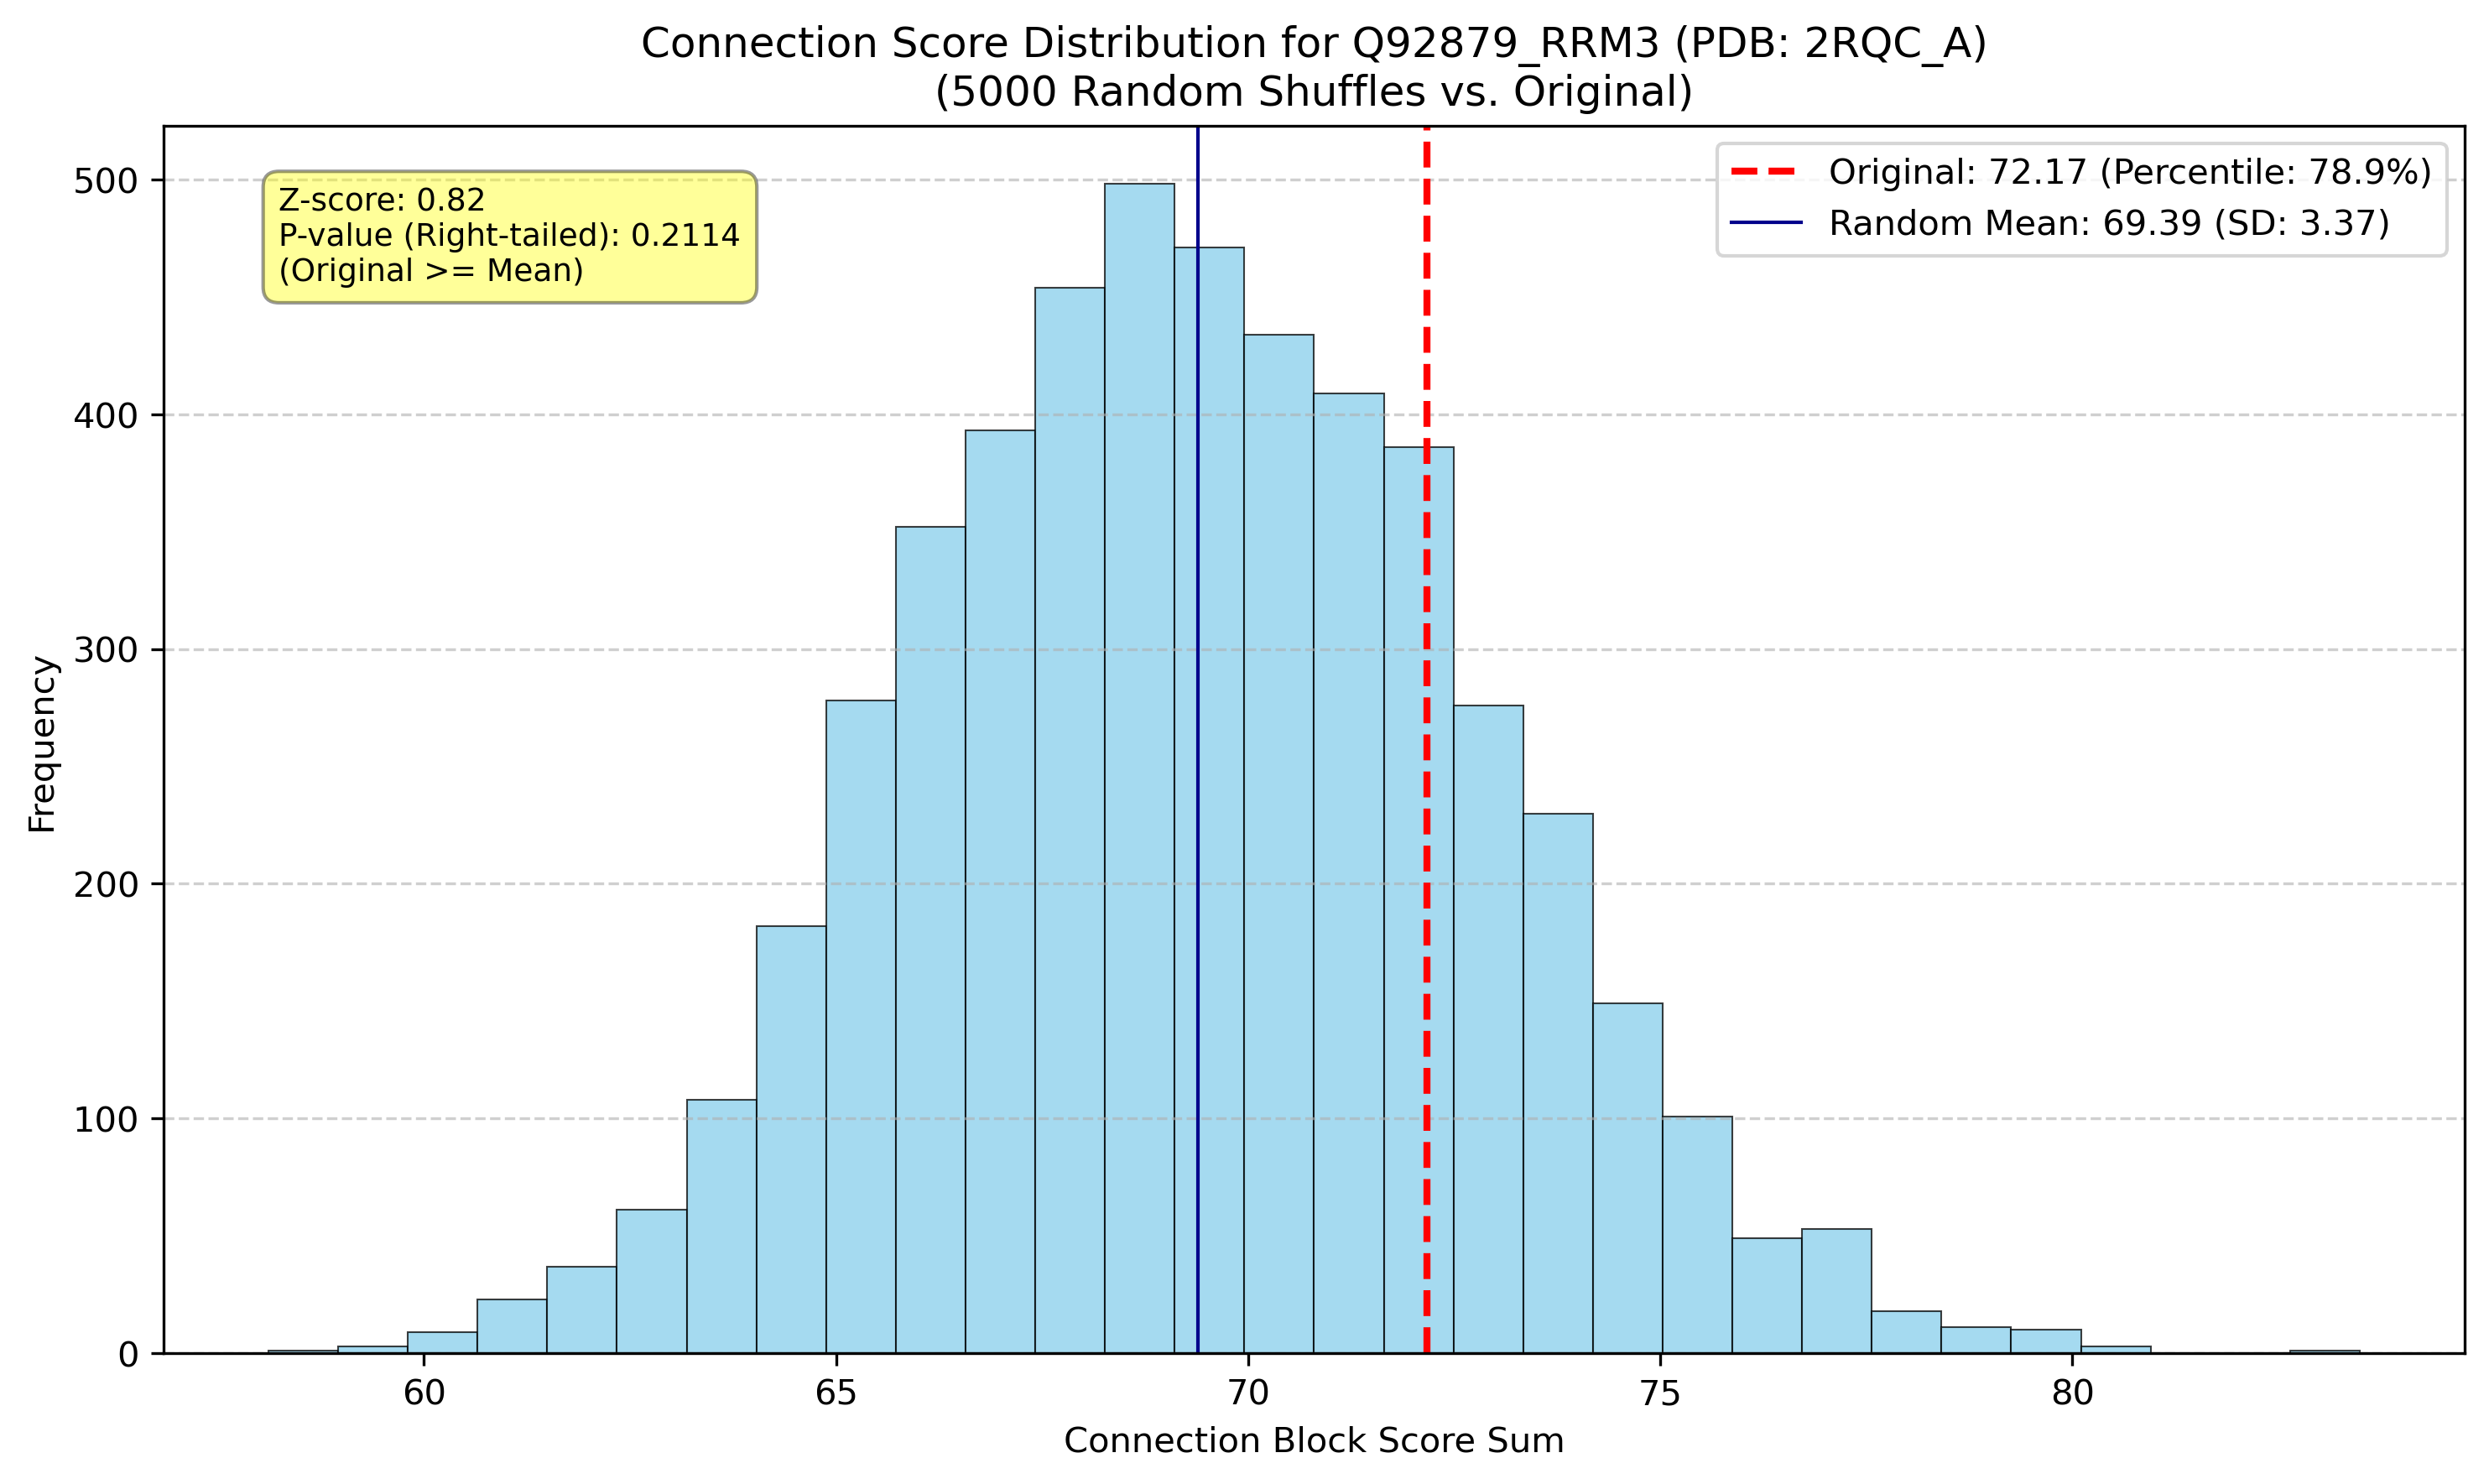 Connection Score Distribution for Q92879_RRM3 (PDB: 2RQC_A)
(5000 Random Shuffles vs. Original)
Z-score: 0.82
P-value (Right-tailed): 0.2114
(Original >= Mean)
Original: 72.17 (Percentile: 78.9%)
Random Mean: 69.39 (SD: 3.37)
Frequency
500
400
300
200
100
0
60
65
70
75
80
Connection Block Score Sum